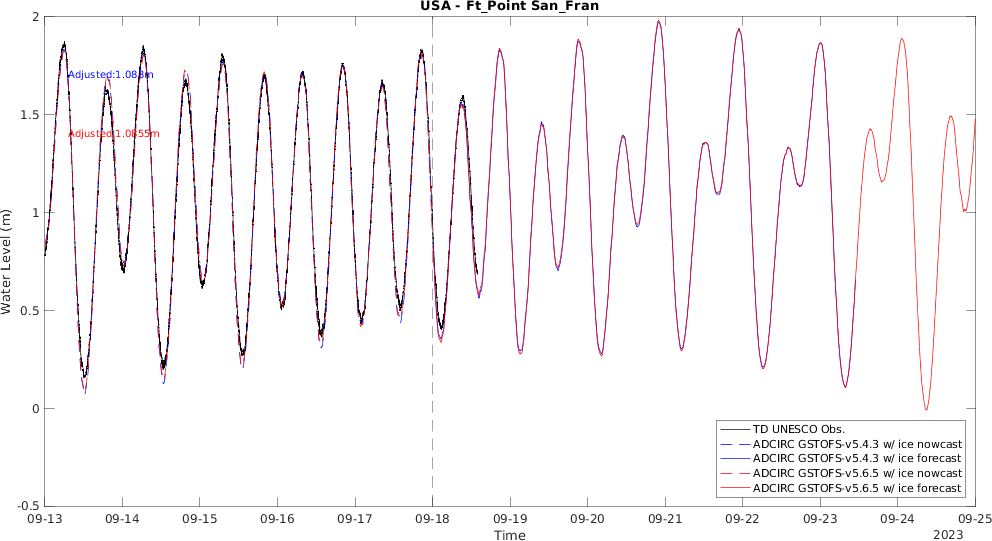 USA - Ft_Point San_Fran
Adjusted:1.083m
Adjusted:1.0855m
Water Level (m)
2
1.5
1
0.5
0
-0.5
09-13 09-14 09-15 09-16 09-17 09-18 09-19 09-20 09-21 09-22 09-23 09-24 09-25
Time
2023
TD UNESCO Obs.
ADCIRC GSTOFS-v5.4.3 w/ ice nowcast
ADCIRC GSTOFS-v5.4.3 w/ ice forecast
ADCIRC GSTOFS-v5.6.5 w/ ice nowcast
ADCIRC GSTOFS-v5.6.5 w/ ice forecast